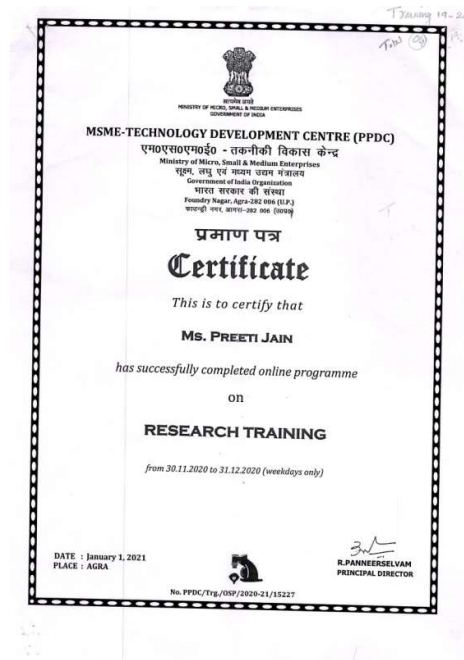 Training 19-2
Total 09
सत्यमेव जयते
MINISTRY OF MICRO, SMALL & MEDIUM ENTERPRISES
GOVERNMENT OF INDIA
MSME-TECHNOLOGY DEVELOPMENT CENTRE (PPDC)
एम०एस०एम०ई० - तकनीकी विकास केन्द्र
Ministry of Micro, Small & Medium Enterprises
सूक्ष्म, लघु एवं मध्यम उद्यम मंत्रालय
Government of India Organization
भारत सरकार की संस्था
Foundry Nagar, Agra-282 006 (U.P.)
फाउन्ड्री नगर, आगरा-282 006 (उ०प्र०)
प्रमाण पत्र
Certificate
This is to certify that
MS. PREETI JAIN
has successfully completed online programme
on
RESEARCH TRAINING
from 30.11.2020 to 31.12.2020 (weekdays only)
DATE : January 1, 2021
PLACE : AGRA
R.PANNEERSELVAM
PRINCIPAL DIRECTOR
No. PPDC/Trg./OSP/2020-21/15227